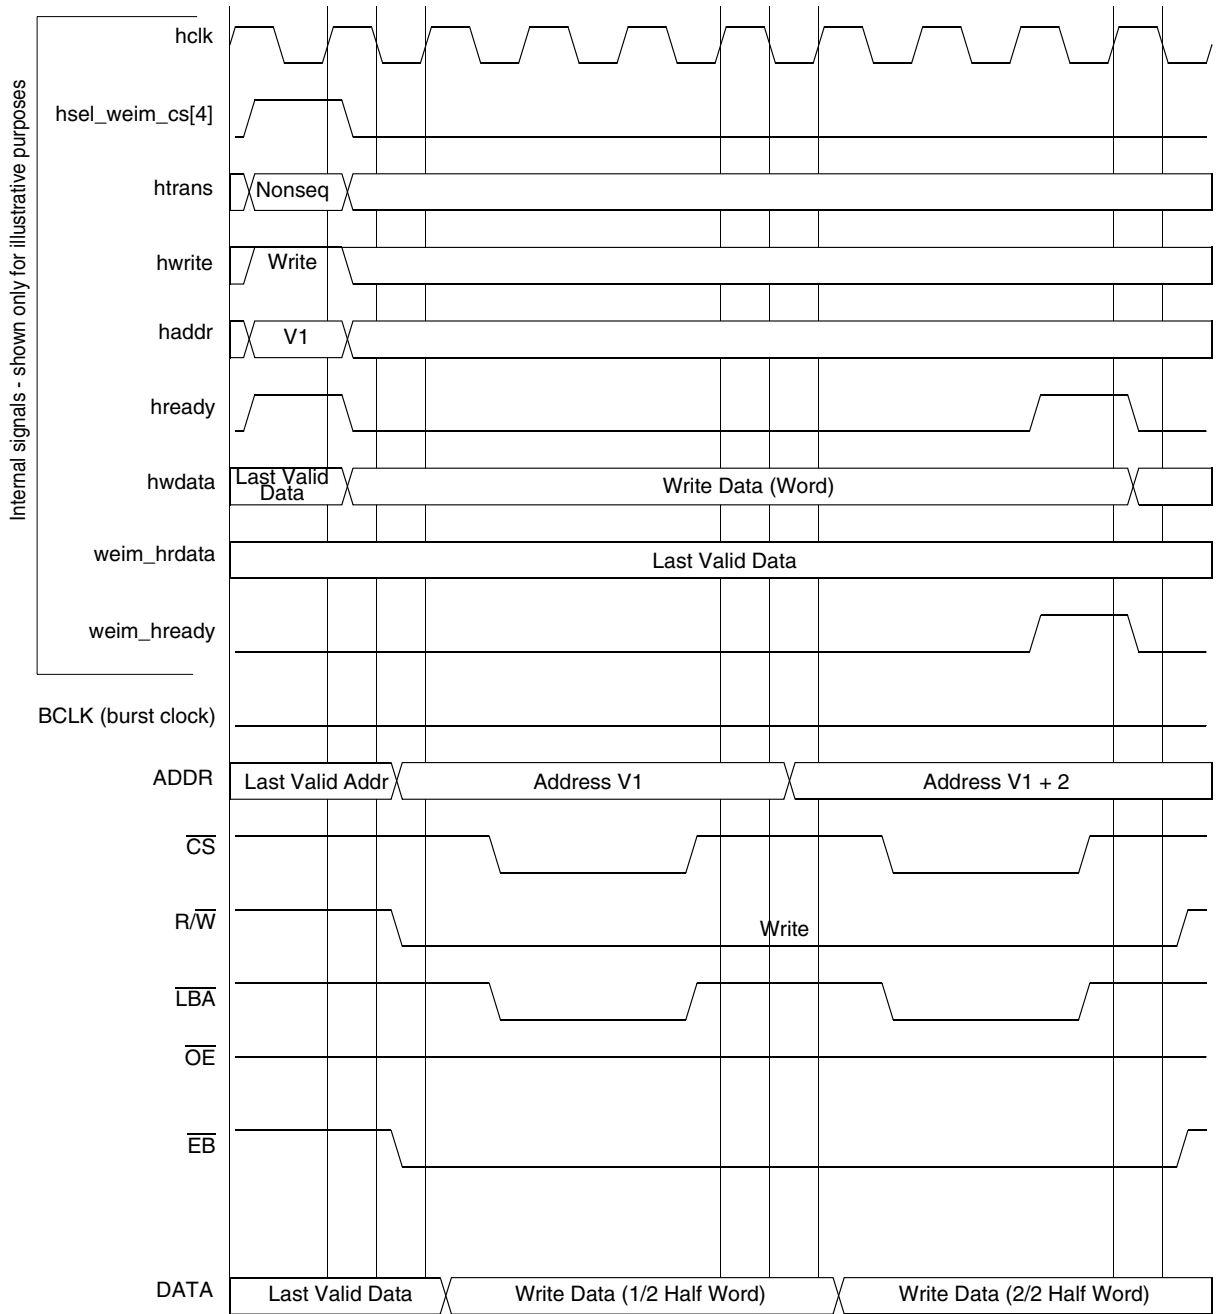 Internal signals - shown only for illustrative purposes
hclk
hsel_weim_cs[4]
htrans
Nonseq
hwrite
Write
haddr
V1
hready
hwdata
Last Valid
Data
Write Data (Word)
weim_hrdata
Last Valid Data
weim_hready
BCLK (burst clock)
ADDR
Last Valid Addr
Address V1
Address V1 + 2
CS
R/W
Write
LBA
OE
EB
DATA
Last Valid Data
Write Data (1/2 Half Word)
Write Data (2/2 Half Word)